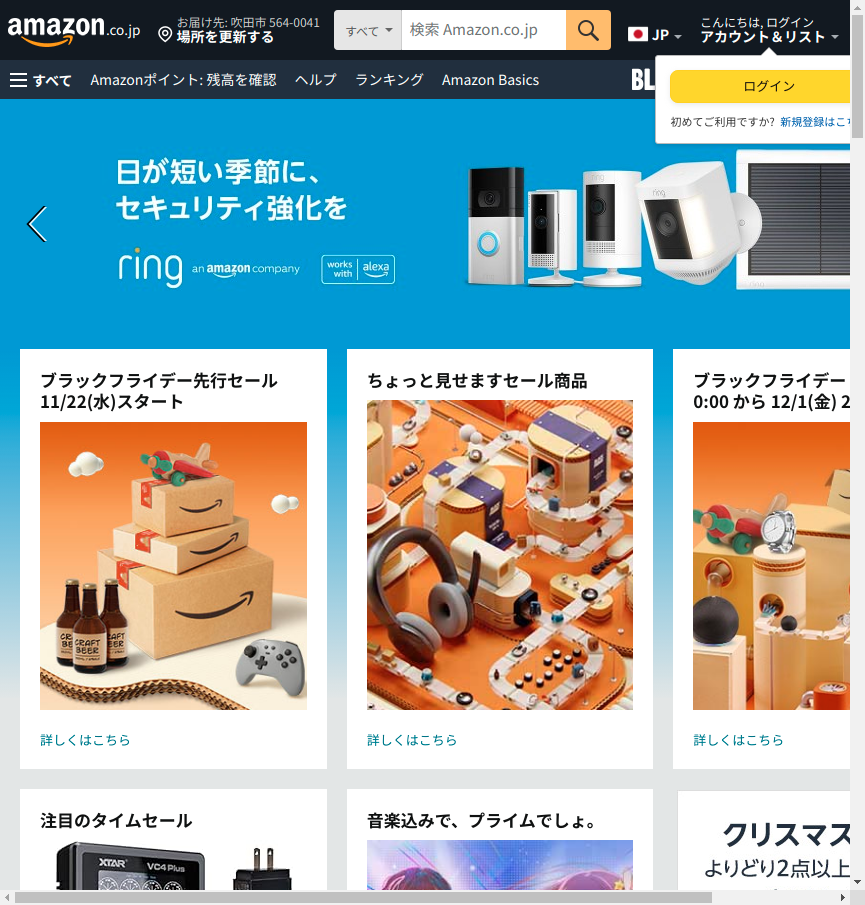 amazon.co.jp
お届け先: 吹田市 564-0041
場所を更新する
すべて
検索 Amazon.co.jp
JP
こんにちは, ログイン
アカウント＆リスト
すべて
Amazonポイント: 残高を確認
ヘルプ
ランキング
Amazon Basics
BL
ログイン
初めてご利用ですか? 新規登録はこち
日が短い季節に、
セキュリティ強化を
ring
an amazon company
works with alexa
ブラックフライデー先行セール
11/22(水)スタート
CRAFT BEER
詳しくはこちら
ちょっと見せますセール商品
詳しくはこちら
ブラックフライデー
0:00 から 12/1(金) 2
詳しくはこちら
注目のタイムセール
XTAR VC4 Plus
音楽込みで、プライムでしょ。
クリスマス
よりどり2点以上